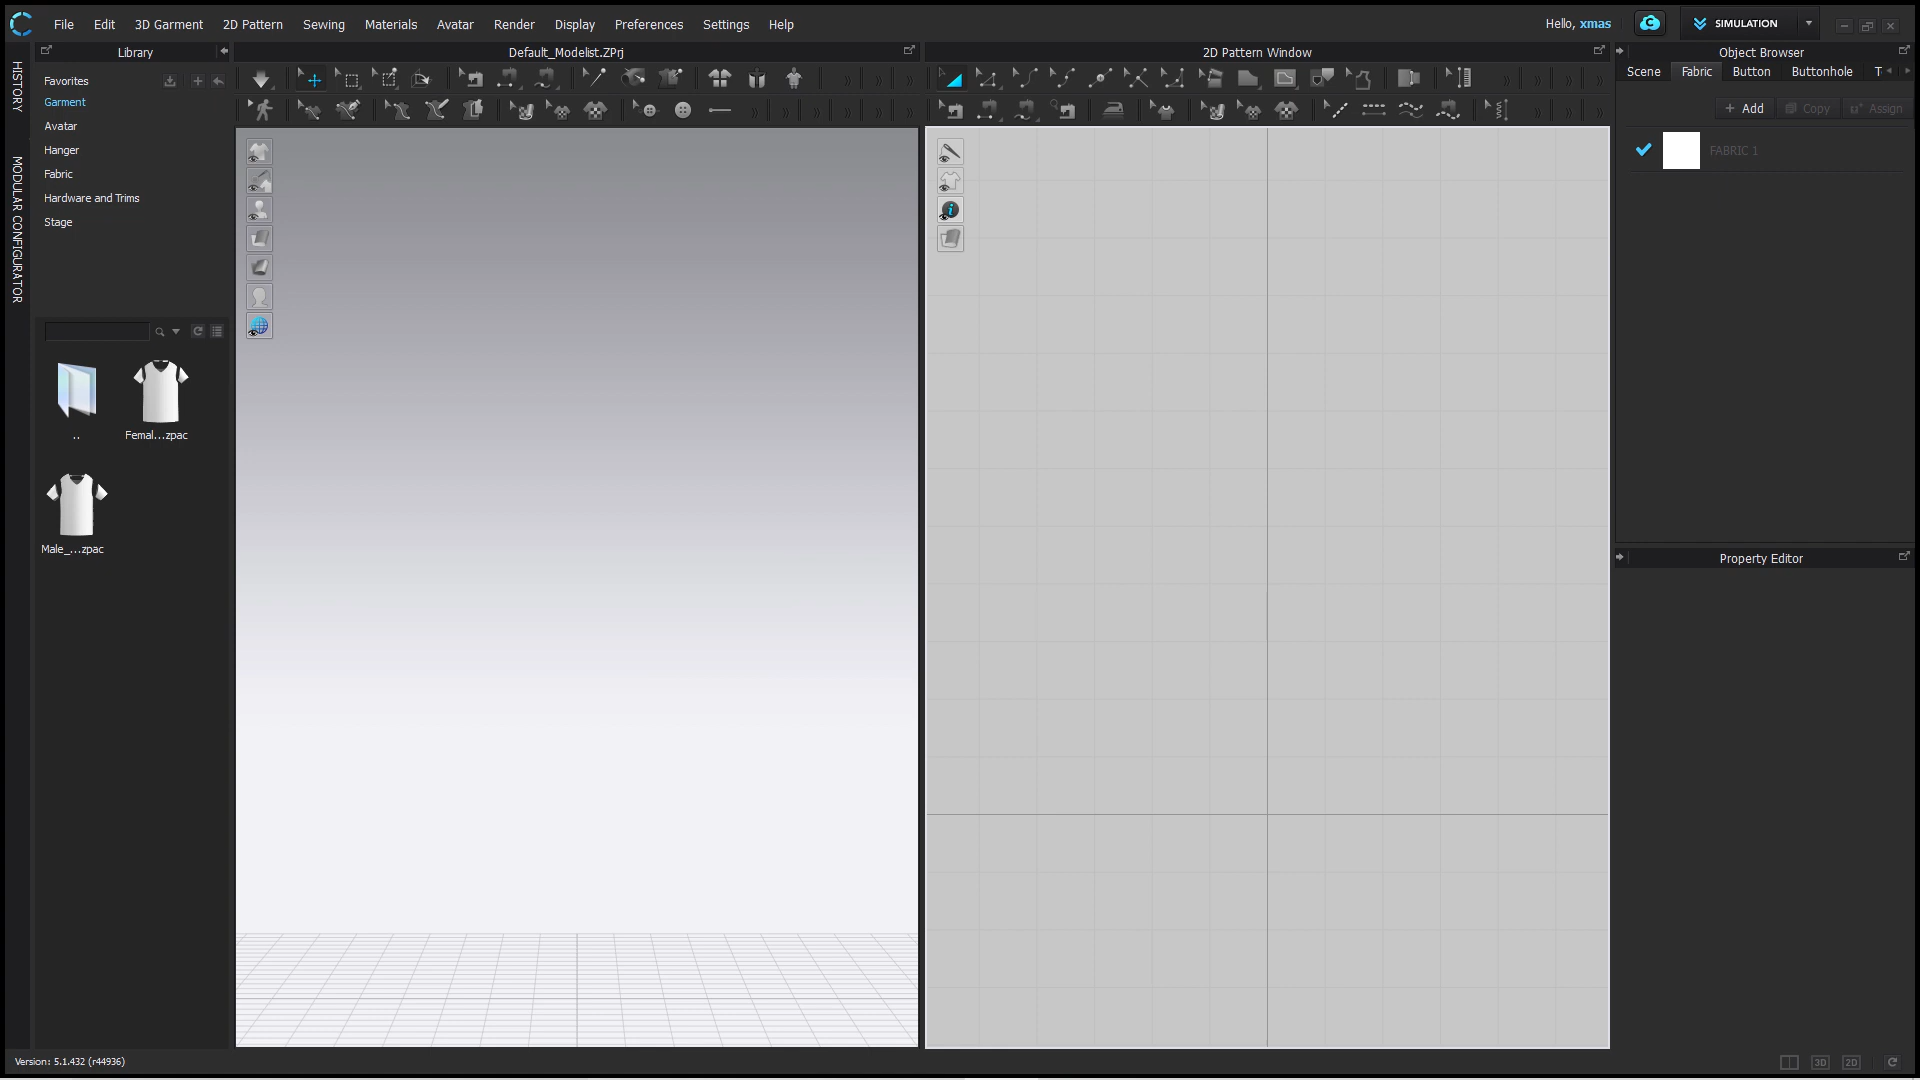 File Edit 3D Garment 2D Pattern Sewing Materials Avatar Render Display Preferences Settings Help
Hello, xmas
SIMULATION
Library
Default_Modelist.ZPrj
2D Pattern Window
Object Browser
HISTORY
MODULAR CONFIGURATOR
Favorites
Garment
Avatar
Hanger
Fabric
Hardware and Trims
Stage
Scene Fabric Button Buttonhole T
+ Add Copy Assign
FABRIC 1
..
Femal...zpac
Male_...zpac
Property Editor
Version: 5.1.432 (r44936)
3D 2D